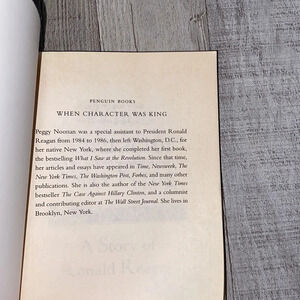 PENGUIN BOOKS
WHEN CHARACTER WAS KING
Peggy Noonan was a special assistant to President Ronald
Reagan from 1984 to 1986, then left Washington, D.C., for
her native New York, where she completed her first book,
the bestselling What I Saw at the Revolution. Since that time,
her articles and essays have appeared in Time, Newsweek, The
New York Times, The Washington Post, Forbes, and many other
publications. She is also the author of the New York Times
bestseller The Case Against Hillary Clinton, and a columnist
and contributing editor at The Wall Street Journal. She lives in
Brooklyn, New York.
A Story of
Ronald Reagan